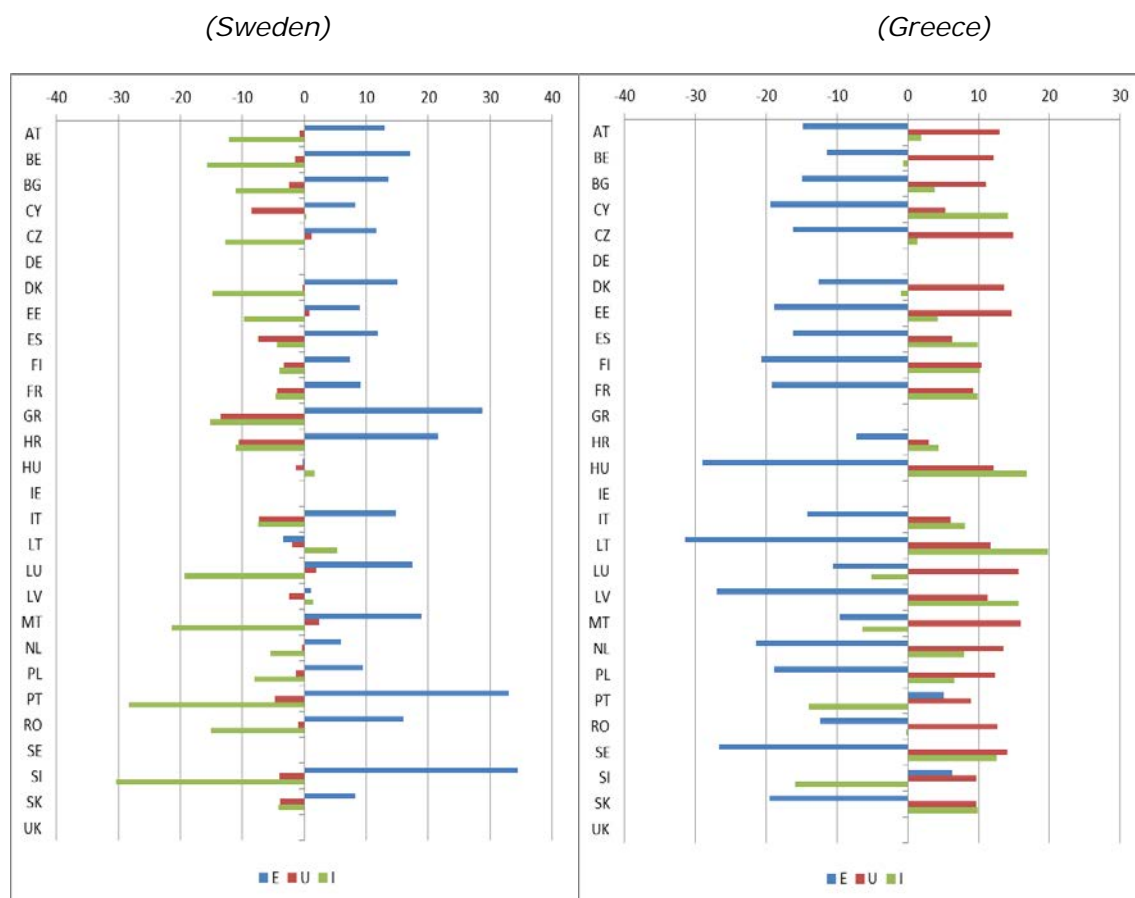 (Sweden)
(Greece)
-40 -30 -20 -10 0 10 20 30 40
AT
BE
BG
CY
CZ
DE
DK
EE
ES
FI
FR
GR
HR
HU
IE
IT
LT
LU
LV
MT
NL
PL
PT
RO
SE
SI
SK
UK
E U I
-40 -30 -20 -10 0 10 20 30
AT
BE
BG
CY
CZ
DE
DK
EE
ES
FI
FR
GR
HR
HU
IE
IT
LT
LU
LV
MT
NL
PL
PT
RO
SE
SI
SK
UK
E U I